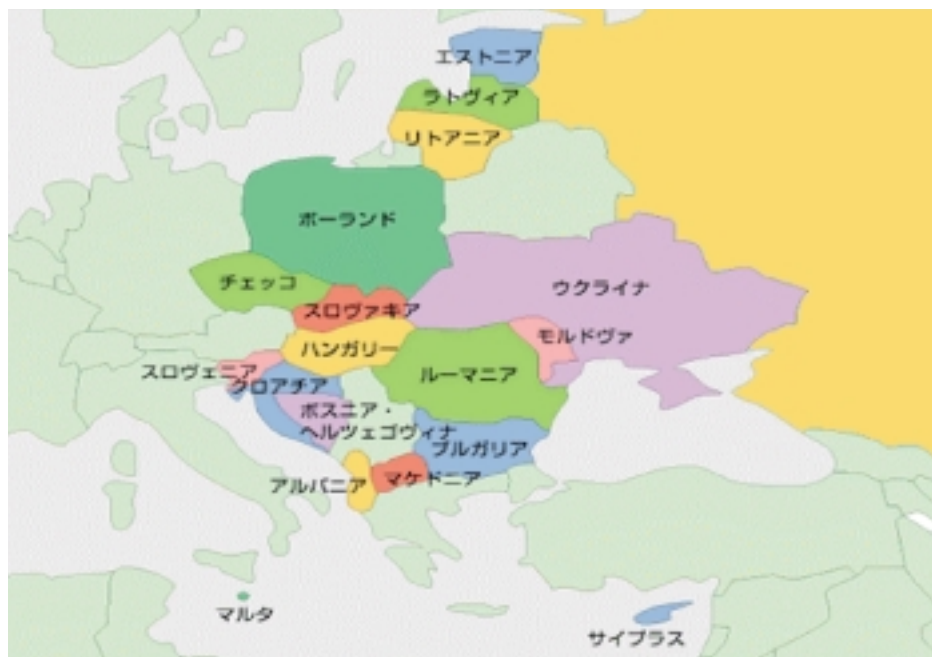 エストニア
ラトヴィア
リトアニア
ポーランド
チェッコ
ウクライナ
スロヴァキア
モルドヴァ
ハンガリー
スロヴェニア
ルーマニア
クロアチア
ボスニア・
ヘルツェゴヴィナ
ブルガリア
アルバニア
マケドニア
マルタ
サイプラス